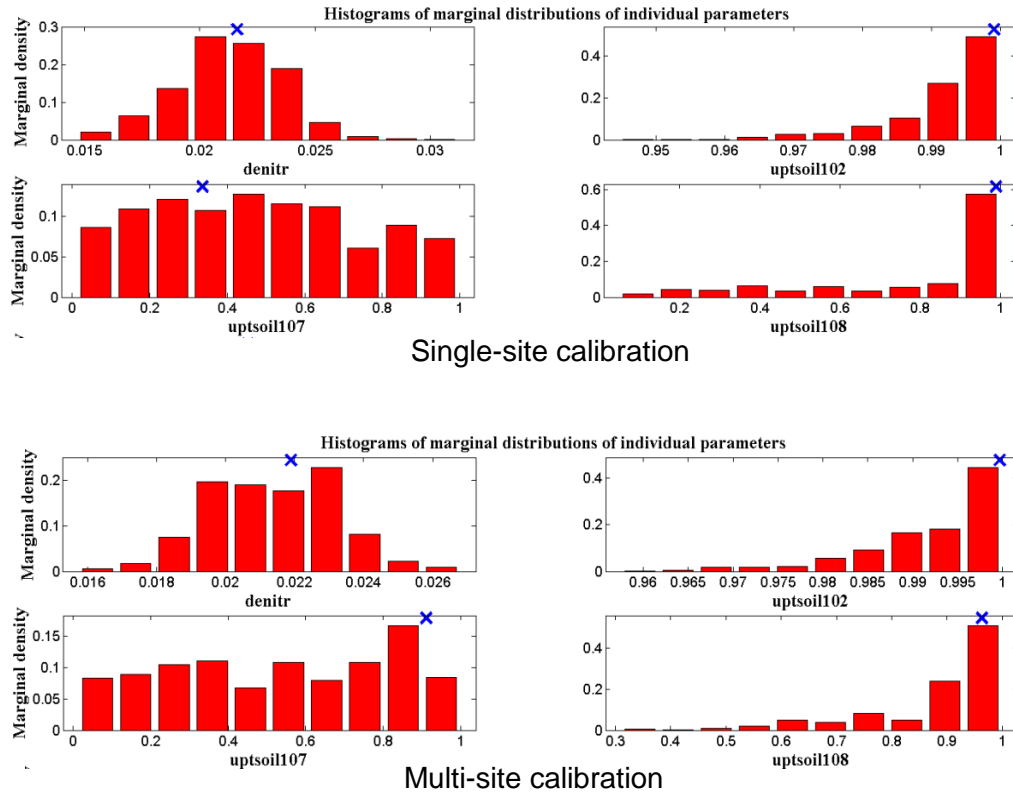 Histograms of marginal distributions of individual parameters
Marginal density
0.3
0.2
0.1
0
0.015 0.02 0.025 0.03
denitr
0.4
0.2
0
0.95 0.96 0.97 0.98 0.99 1
uptsoil102
Marginal density
0.1
0.05
0
0 0.2 0.4 0.6 0.8 1
uptsoil107
0.6
0.4
0.2
0
0.2 0.4 0.6 0.8 1
uptsoil108
Single-site calibration
Histograms of marginal distributions of individual parameters
Marginal density
0.2
0.1
0
0.016 0.018 0.02 0.022 0.024 0.026
denitr
0.4
0.2
0
0.96 0.965 0.97 0.975 0.98 0.985 0.99 0.995 1
uptsoil102
Marginal density
0.15
0.1
0.05
0
0 0.2 0.4 0.6 0.8 1
uptsoil107
0.4
0.2
0
0.3 0.4 0.5 0.6 0.7 0.8 0.9 1
uptsoil108
Multi-site calibration